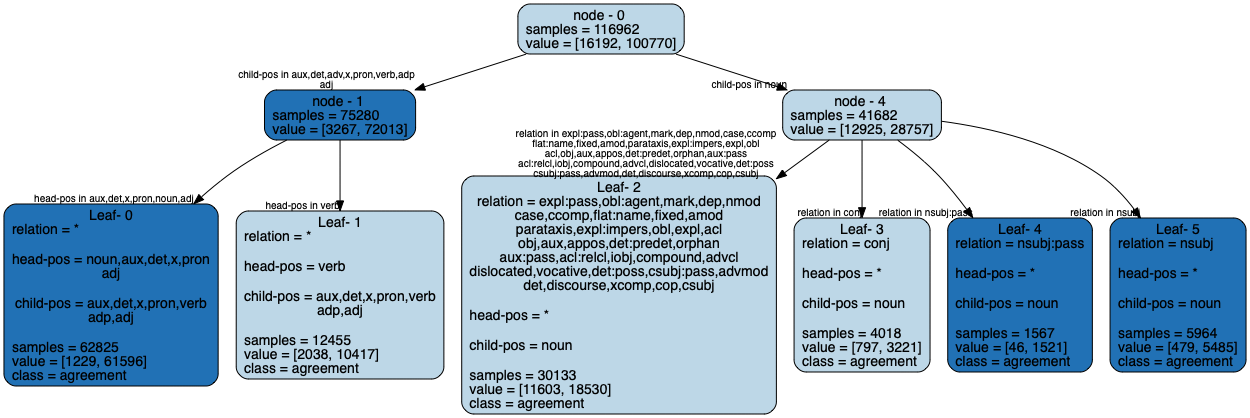 node - 0
samples = 116962
value = [16192, 100770]
child-pos in aux,det,adv,x,pron,verb,adp
adj
child-pos in noun
node - 1
samples = 75280
value = [3267, 72013]
node - 4
samples = 41682
value = [12925, 28757]
head-pos in aux,det,x,pron,noun,adj
head-pos in verb
relation in expl:pass,obl:agent,mark,dep,nmod,case,ccomp
flat:name,fixed,amod,parataxis,expl:impers,expl,obl
acl,obj,aux,appos,det:predet,orphan,aux:pass
acl:relcl,iobj,compound,advcl,dislocated,vocative,det:poss
csubj:pass,advmod,det,discourse,xcomp,cop,csubj
relation in conj
relation in nsubj:pass
relation in nsubj
Leaf- 0
relation = *
head-pos = noun,aux,det,x,pron
adj
child-pos = aux,det,x,pron,verb
adp,adj
samples = 62825
value = [1229, 61596]
class = agreement
Leaf- 1
relation = *
head-pos = verb
child-pos = aux,det,x,pron,verb
adp,adj
samples = 12455
value = [2038, 10417]
class = agreement
Leaf- 2
relation = expl:pass,obl:agent,mark,dep,nmod
case,ccomp,flat:name,fixed,amod
parataxis,expl:impers,obl,expl,acl
obj,aux,appos,det:predet,orphan
aux:pass,acl:relcl,iobj,compound,advcl
dislocated,vocative,det:poss,csubj:pass,advmod
det,discourse,xcomp,cop,csubj
head-pos = *
child-pos = noun
samples = 30133
value = [11603, 18530]
class = agreement
Leaf- 3
relation = conj
head-pos = *
child-pos = noun
samples = 4018
value = [797, 3221]
class = agreement
Leaf- 4
relation = nsubj:pass
head-pos = *
child-pos = noun
samples = 1567
value = [46, 1521]
class = agreement
Leaf- 5
relation = nsubj
head-pos = *
child-pos = noun
samples = 5964
value = [479, 5485]
class = agreement